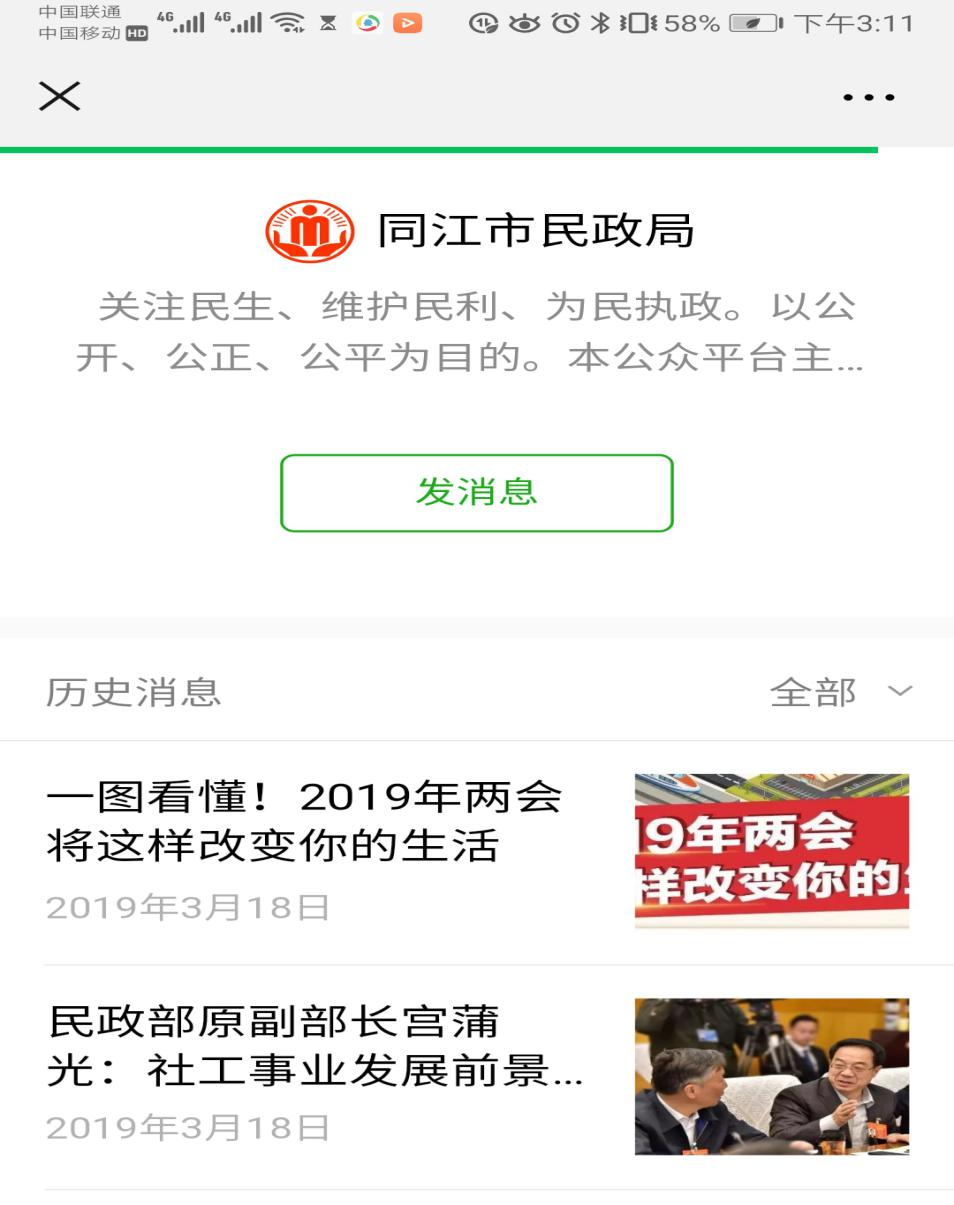 中国联通
中国移动 HD 4G 4G 58% 下午3:11
同江市民政局
关注民生、维护民利、为民执政。以公
开、公正、公平为目的。本公众平台主...
发消息
历史消息 全部
一图看懂！2019年两会
将这样改变你的生活
2019年3月18日
19年两会
样改变你的
民政部原副部长宫蒲
光：社工事业发展前景...
2019年3月18日